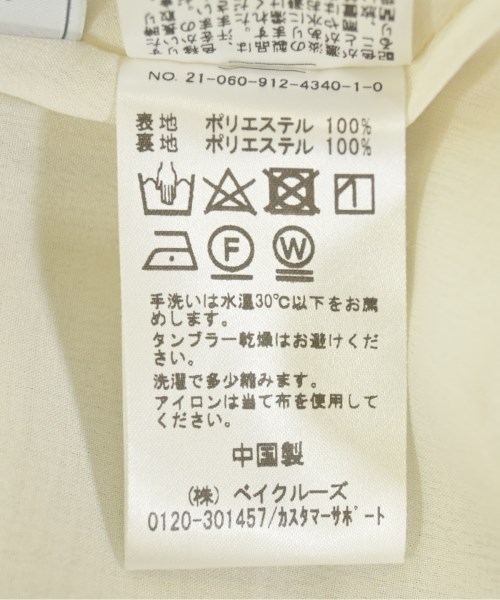 NO. 21-060-912-4340-1-0
表地 ポリエステル 100%
裏地 ポリエステル 100%
F W
手洗いは水温30℃以下をお薦
めします。
タンブラー乾燥はお避けくだ
さい。
洗濯で多少縮みます。
アイロンは当て布を使用して
ください。
中国製
(株) ベイクルーズ
0120-301457/カスタマーサポート